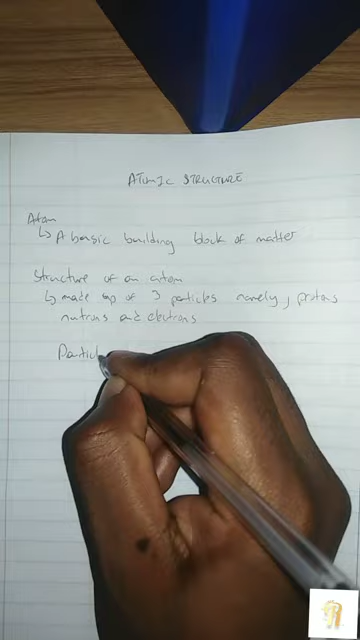 ATOMIC STRUCTURE
Atom
↳ A basic building block of matter
Structure of an atom
↳ made up of 3 particles namely, protons
nutrons and electrons
Particl